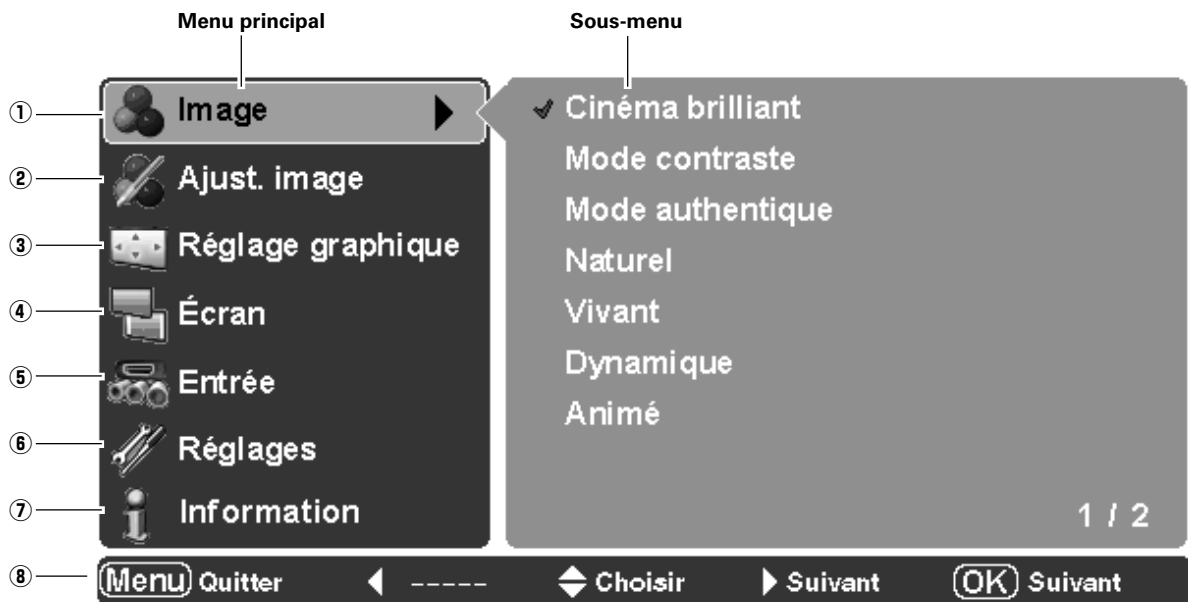 Menu principal
Sous-menu
① Image ▶
② Ajust. image
③ Réglage graphique
④ Écran
⑤ Entrée
⑥ Réglages
⑦ Information
✔ Cinéma brilliant
Mode contraste
Mode authentique
Naturel
Vivant
Dynamique
Animé
1 / 2
⑧ Menu Quitter ◀ ----- Choisir ▶ Suivant OK Suivant